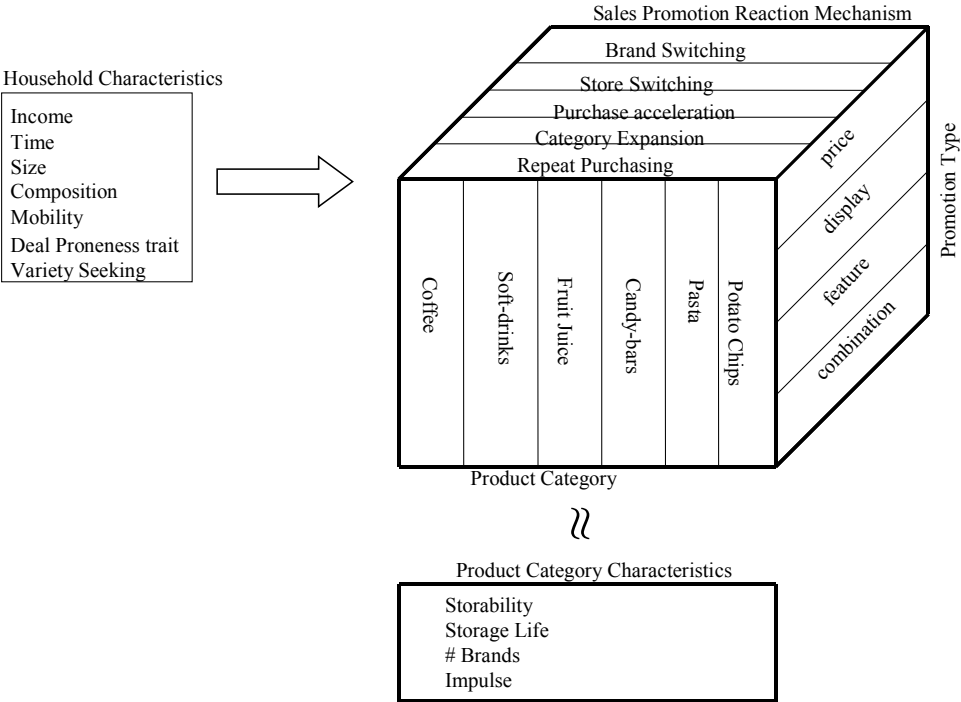 Sales Promotion Reaction Mechanism
Brand Switching
Store Switching
Purchase acceleration
Category Expansion
Repeat Purchasing
Household Characteristics
Income
Time
Size
Composition
Mobility
Deal Proneness trait
Variety Seeking
price
display
feature
combination
Promotion Type
Coffee
Soft-drinks
Fruit Juice
Candy-bars
Pasta
Potato Chips
Product Category
Product Category Characteristics
Storability
Storage Life
# Brands
Impulse